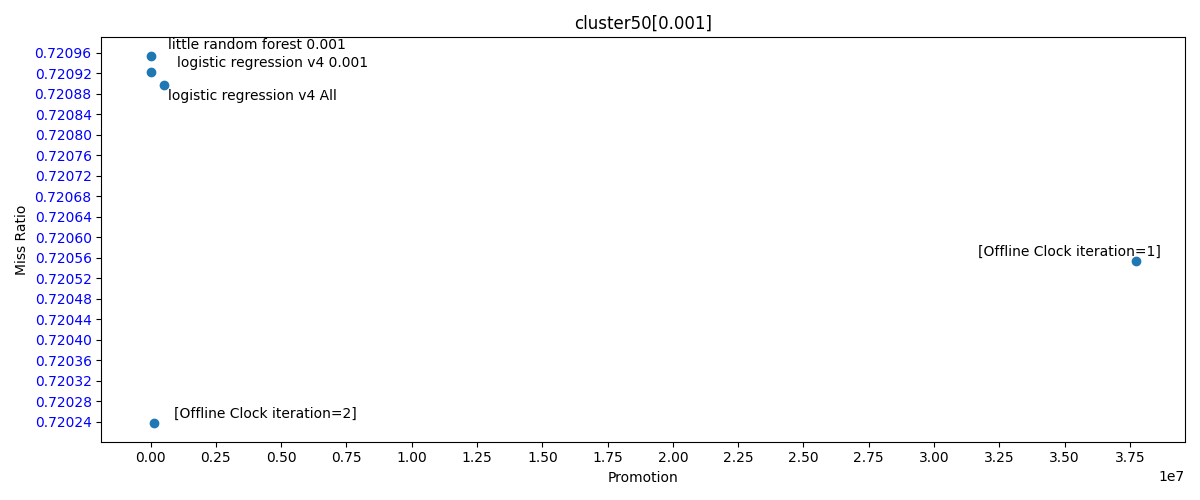 cluster50[0.001]
Miss Ratio
0.72096
0.72092
0.72088
0.72084
0.72080
0.72076
0.72072
0.72068
0.72064
0.72060
0.72056
0.72052
0.72048
0.72044
0.72040
0.72036
0.72032
0.72028
0.72024
little random forest 0.001
logistic regression v4 0.001
logistic regression v4 All
[Offline Clock iteration=1]
[Offline Clock iteration=2]
0.00 0.25 0.50 0.75 1.00 1.25 1.50 1.75 2.00 2.25 2.50 2.75 3.00 3.25 3.50 3.75
1e7
Promotion